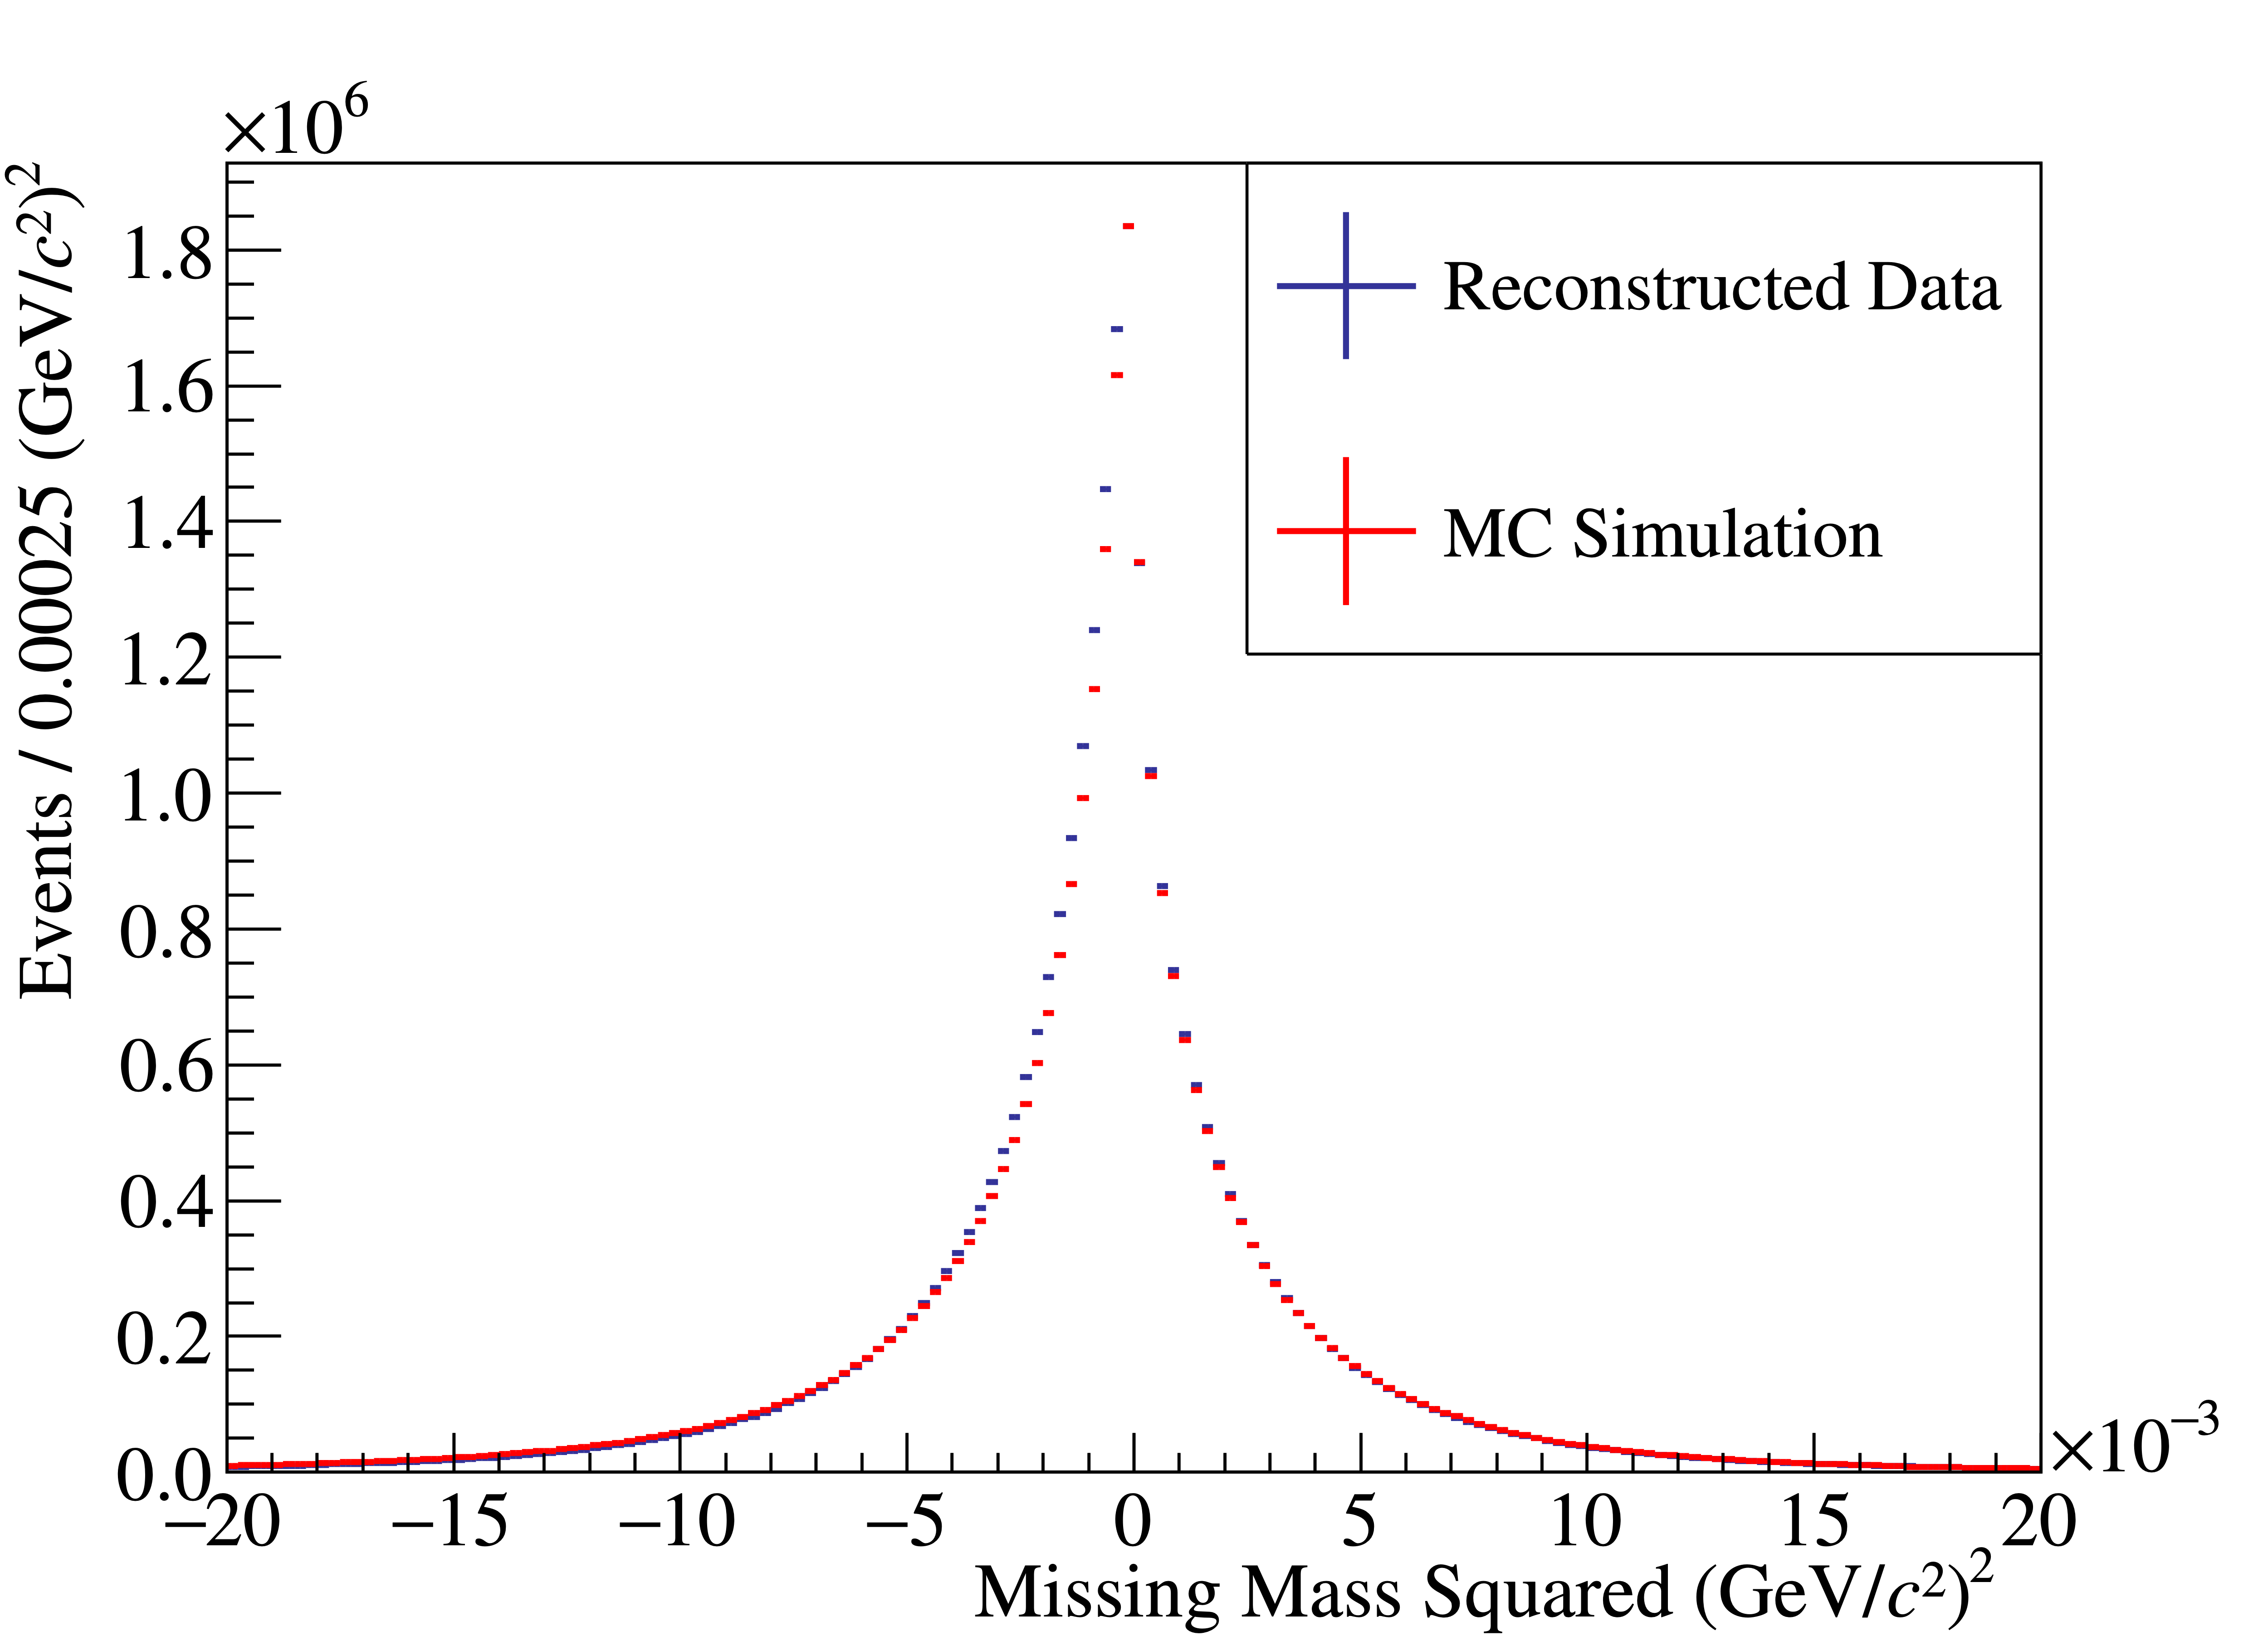 ×10⁶
Events / 0.00025 (GeV//c²)²
1.8
1.6
1.4
1.2
1.0
0.8
0.6
0.4
0.2
0.0
Reconstructed Data
MC Simulation
−20 −15 −10 −5 0 5 10 15 20
×10⁻³
Missing Mass Squared (GeV//c²)²